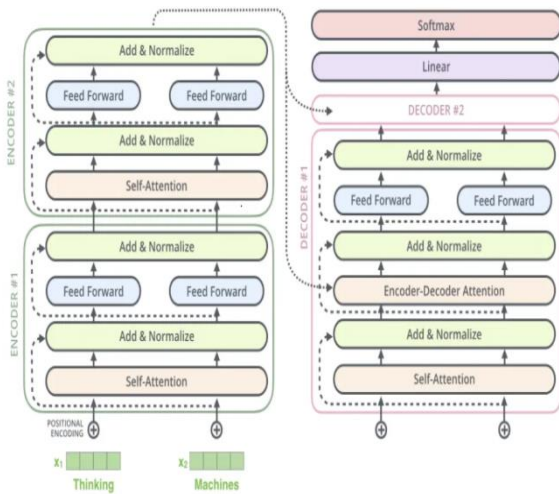 ENCODER #2
Add & Normalize
Feed Forward Feed Forward
Add & Normalize
Self-Attention
ENCODER #1
Add & Normalize
Feed Forward Feed Forward
Add & Normalize
Self-Attention
POSITIONAL
ENCODING
x1 x2
Thinking Machines
Softmax
Linear
DECODER #2
DECODER #1
Add & Normalize
Feed Forward Feed Forward
Add & Normalize
Encoder-Decoder Attention
Add & Normalize
Self-Attention